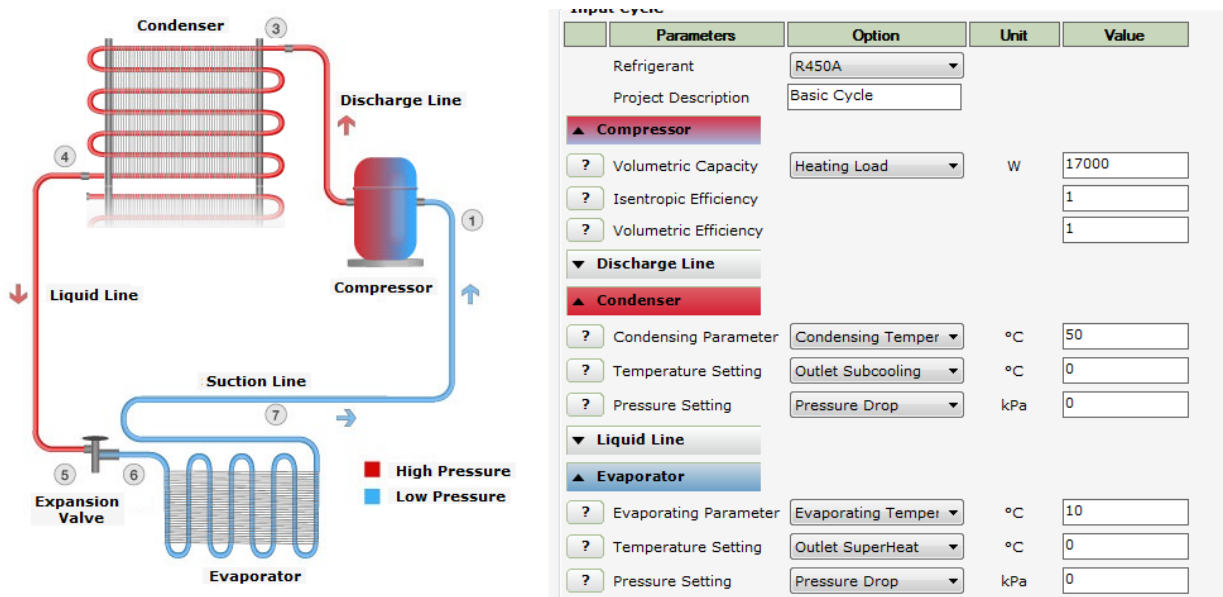 Condenser
3
Discharge Line
4
1
Compressor
Liquid Line
Suction Line
7
5
6
Expansion
Valve
High Pressure
Low Pressure
Evaporator
Input Cycle
Parameters Option Unit Value
Refrigerant R450A
Project Description Basic Cycle
▲ Compressor
? Volumetric Capacity Heating Load W 17000
? Isentropic Efficiency 1
? Volumetric Efficiency 1
▼ Discharge Line
▲ Condenser
? Condensing Parameter Condensing Temper °C 50
? Temperature Setting Outlet Subcooling °C 0
? Pressure Setting Pressure Drop kPa 0
▼ Liquid Line
▲ Evaporator
? Evaporating Parameter Evaporating Temper °C 10
? Temperature Setting Outlet SuperHeat °C 0
? Pressure Setting Pressure Drop kPa 0